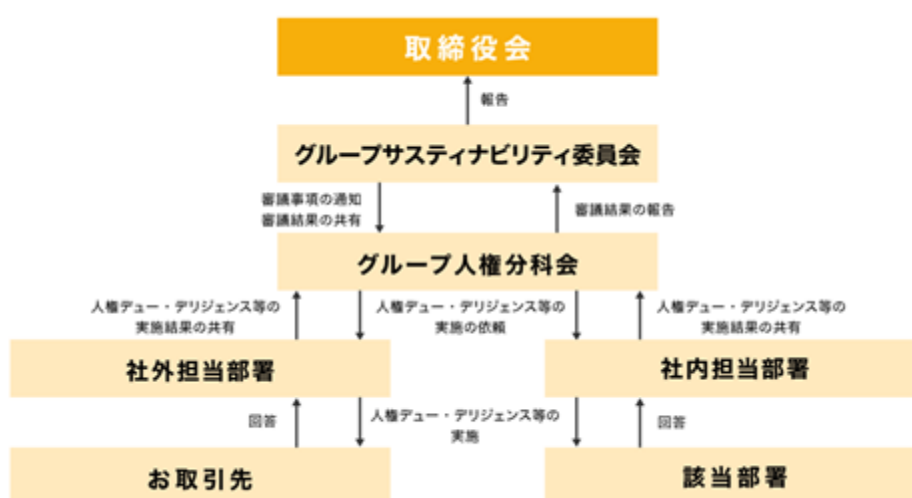 取締役会
報告
グループサスティナビリティ委員会
審議事項の通知
審議結果の共有
審議結果の報告
グループ人権分科会
人権デュー・デリジェンス等の
実施結果の共有
人権デュー・デリジェンス等の
実施の依頼
人権デュー・デリジェンス等の
実施結果の共有
社外担当部署
社内担当部署
回答
人権デュー・デリジェンス等の
実施
回答
お取引先
該当部署